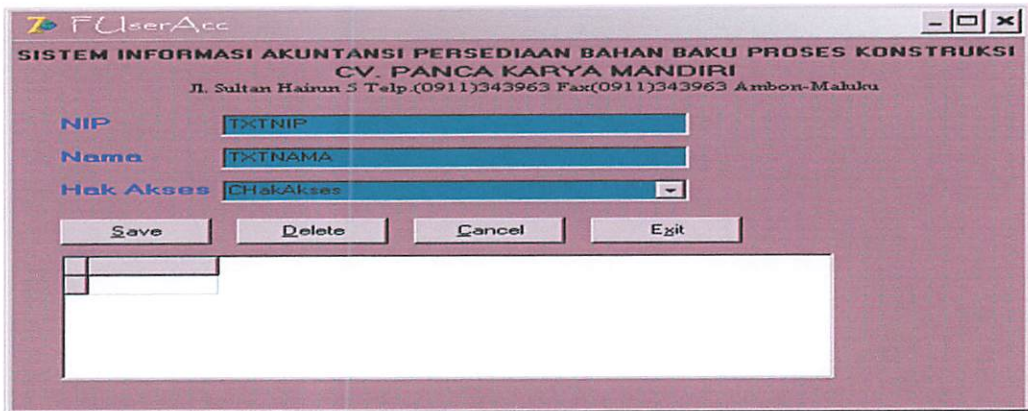 FUserAcc
SISTEM INFORMASI AKUNTANSI PERSEDIAAN BAHAN BAKU PROSES KONSTRUKSI
CV. PANCA KARYA MANDIRI
Jl. Sultan Hairun 5 Telp.(0911)343963 Fax(0911)343963 Ambon-Maluku
NIP TXTNIP
Nama TXTNAMA
Hak Akses CHakAkses
Save Delete Cancel Exit